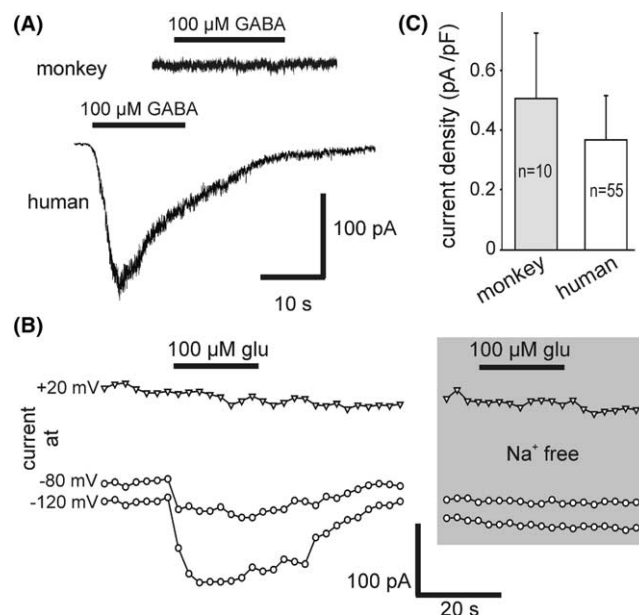 (A)
100 µM GABA
monkey
100 µM GABA
human
100 pA
10 s
(C)
current density (pA /pF)
0.6
0.4
0.2
0
n=10
n=55
monkey
human
(B)
100 µM glu
+20 mV
current
at
-80 mV
-120 mV
100 pA
20 s
100 µM glu
Na⁺ free